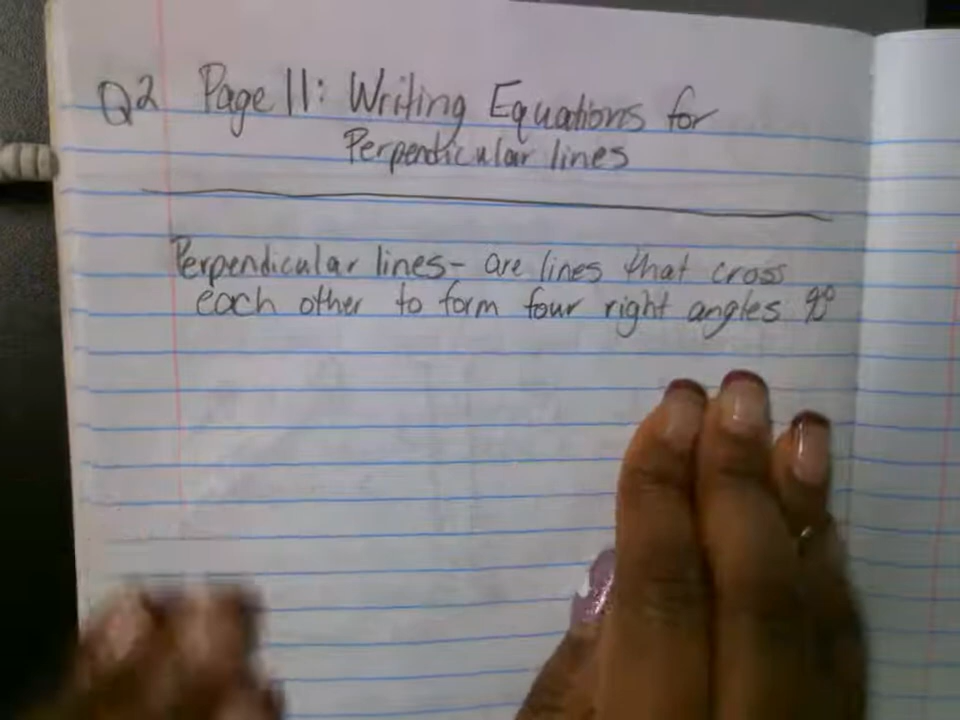 Q2 Page 11: Writing Equations for
Perpendicular lines
Perpendicular lines- are lines that cross
each other to form four right angles 90°